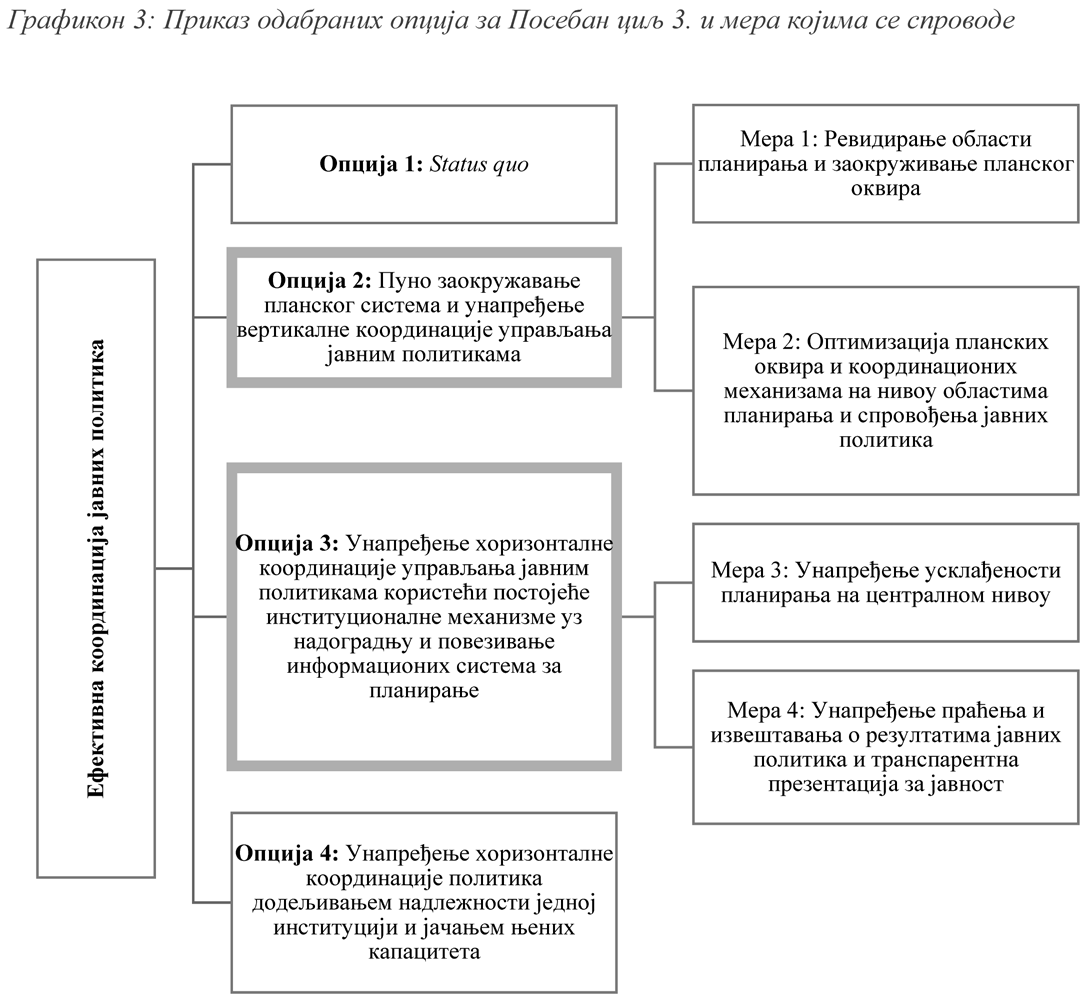 Графикон 3: Приказ одабраних опција за Посебан циљ 3. и мера којима се спроводе
Ефективна координација јавних политика
Опција 1: Status quo
Опција 2: Пуно заокружавање
планског система и унапређење
вертикалне координације управљања
јавним политикама
Опција 3: Унапређење хоризонталне
координације управљања јавним
политикама користећи постојеће
институционалне механизме уз
надоградњу и повезивање
информационих система за
планирање
Опција 4: Унапређење хоризонталне
координације политика
додељивањем надлежности једној
институцији и јачањем њених
капацитета
Мера 1: Ревидирање области
планирања и заокруживање планског
оквира
Мера 2: Оптимизација планских
оквира и координационих
механизама на нивоу областима
планирања и спровођења јавних
политика
Мера 3: Унапређење усклађености
планирања на централном нивоу
Мера 4: Унапређење праћења и
извештавања о резултатима јавних
политика и транспарентна
презентација за јавност